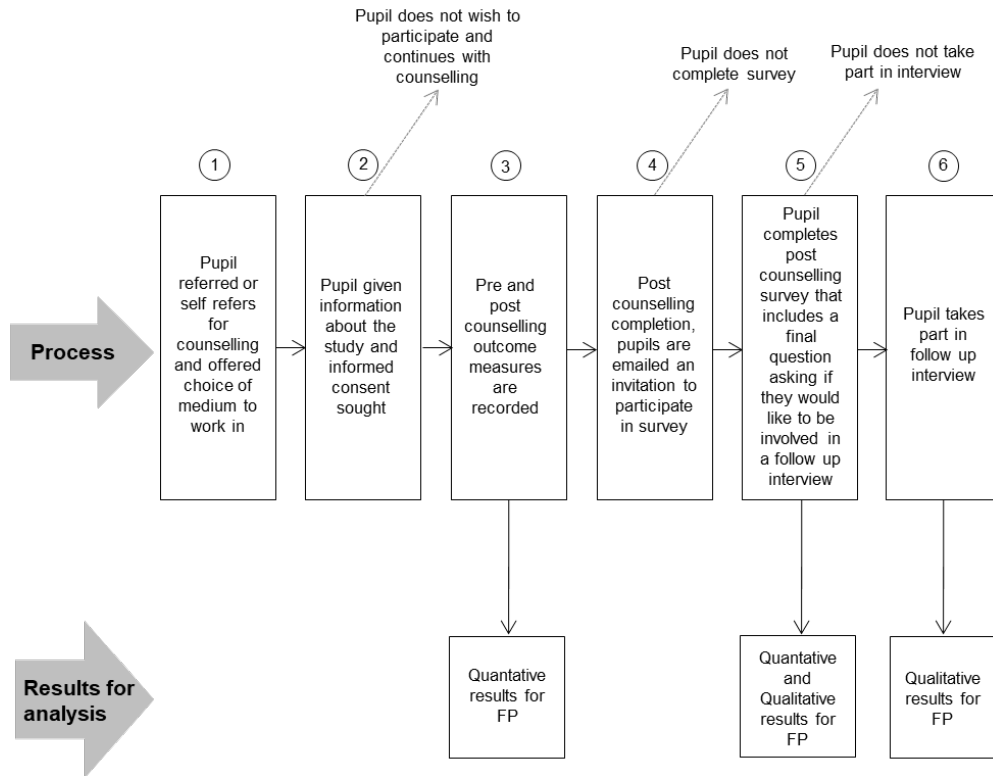 Pupil does not wish to
participate and
continues with
counselling
Pupil does not
complete survey
Pupil does not take
part in interview
1
2
3
4
5
6
Process
Pupil
referred or
self refers
for
counselling
and offered
choice of
medium to
work in
Pupil given
information
about the
study and
informed
consent
sought
Pre and
post
counselling
outcome
measures
are
recorded
Post
counselling
completion,
pupils are
emailed an
invitation to
participate
in survey
Pupil
completes
post
counselling
survey that
includes a
final
question
asking if
they would
like to be
involved in
a follow up
interview
Pupil takes
part in
follow up
interview
Results for
analysis
Quantative
results for
FP
Quantative
and
Qualitative
results for
FP
Qualitative
results for
FP